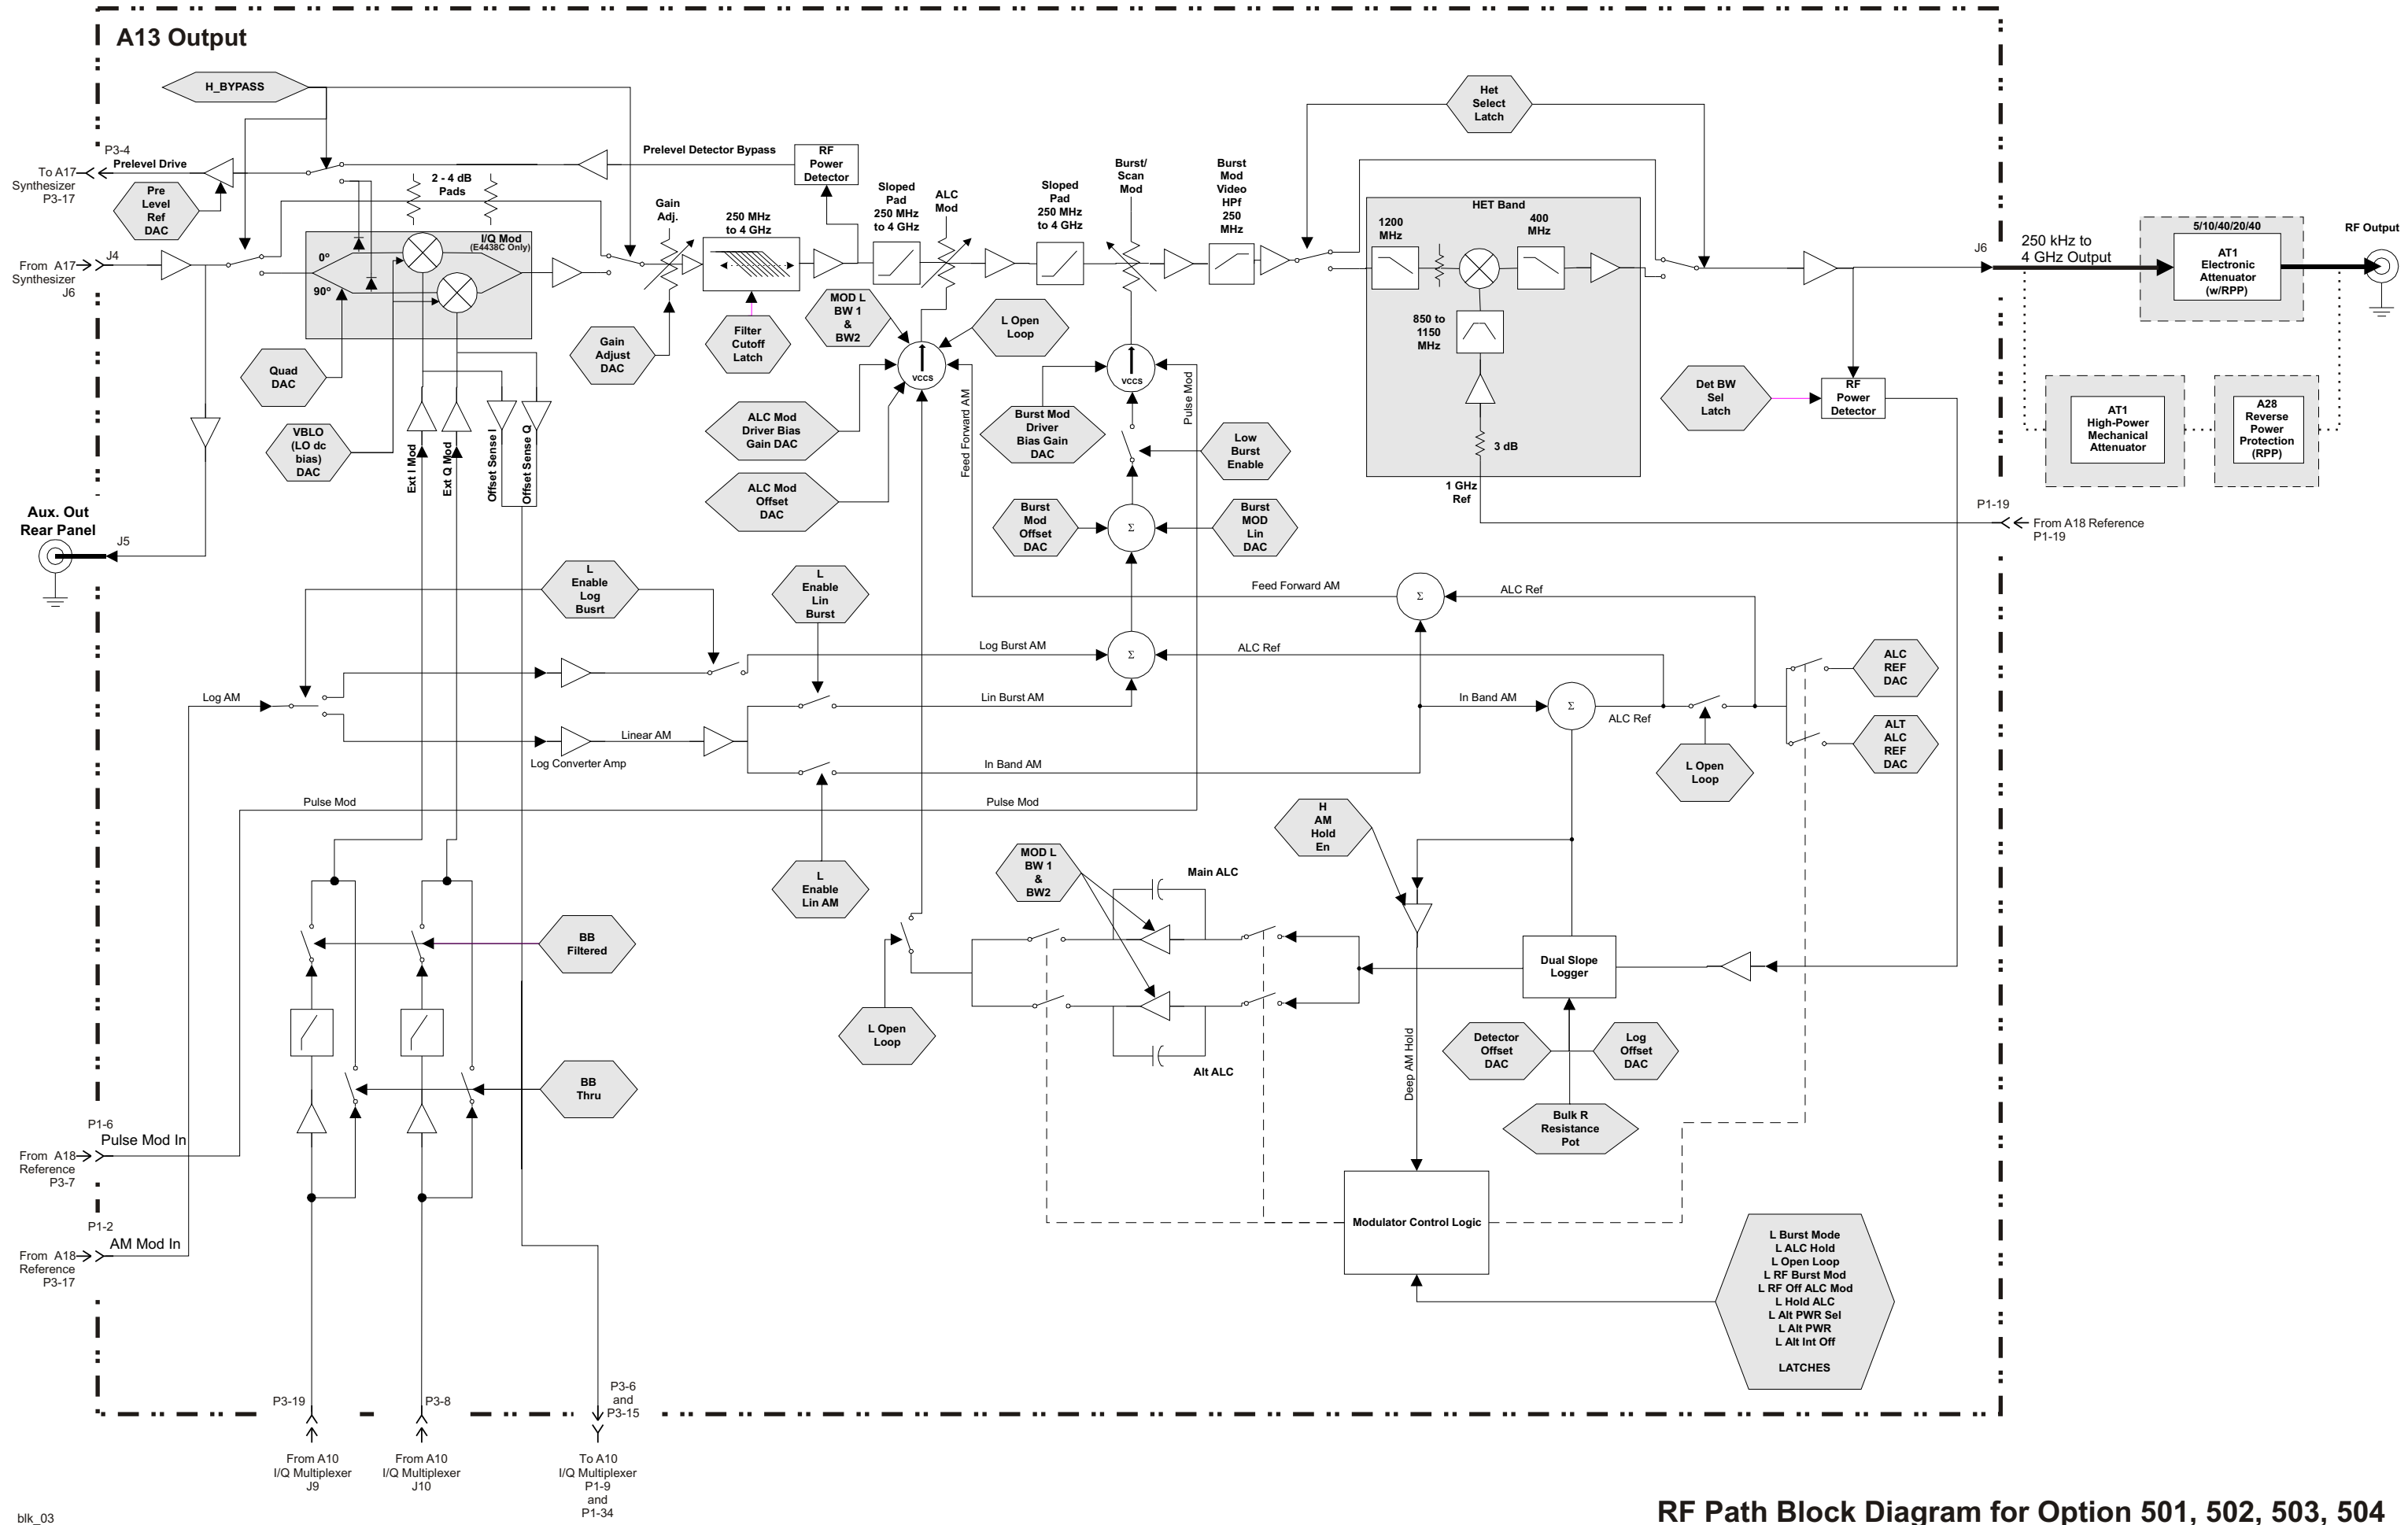 A13 Output
H_BYPASS
P3-4
Prelevel Drive
To A17
Synthesizer
P3-17
Pre
Level
Ref
DAC
2 - 4 dB
Pads
Prelevel Detector Bypass
RF
Power
Detector
Gain
Adj.
250 MHz
to 4 GHz
Sloped
Pad
250 MHz
to 4 GHz
ALC
Mod
Sloped
Pad
250 MHz
to 4 GHz
Burst/
Scan
Mod
Burst
Mod
Video
HPf
250
MHz
Het
Select
Latch
HET Band
1200
MHz
400
MHz
850 to
1150
MHz
3 dB
1 GHz
Ref
J6
250 kHz to
4 GHz Output
5/10/40/20/40
AT1
Electronic
Attenuator
(w/RPP)
RF Output
AT1
High-Power
Mechanical
Attenuator
A28
Reverse
Power
Protection
(RPP)
P1-19
From A18 Reference
P1-19
From A17
Synthesizer
J6
J4
I/Q Mod
(E4438C Only)
0º
90º
Quad
DAC
VBLO
(LO dc
bias)
DAC
Ext I Mod
Ext Q Mod
Offset Sense I
Offset Sense Q
Gain
Adjust
DAC
Filter
Cutoff
Latch
MOD L
BW 1
&
BW2
L Open
Loop
VCCS
VCCS
ALC Mod
Driver Bias
Gain DAC
ALC Mod
Offset
DAC
Feed Forward AM
Burst Mod
Driver
Bias Gain
DAC
Pulse Mod
Low
Burst
Enable
Burst
Mod
Offset
DAC
Σ
Burst
MOD
Lin
DAC
Det BW
Sel
Latch
RF
Power
Detector
Aux. Out
Rear Panel
J5
L
Enable
Log
Busrt
L
Enable
Lin
Burst
Feed Forward AM
Σ
ALC Ref
Log Burst AM
Σ
ALC Ref
Log AM
Lin Burst AM
In Band AM
Σ
ALC Ref
ALC
REF
DAC
ALT
ALC
REF
DAC
L Open
Loop
Linear AM
Log Converter Amp
In Band AM
Pulse Mod
Pulse Mod
L
Enable
Lin AM
H
AM
Hold
En
MOD L
BW 1
&
BW2
Main ALC
Alt ALC
L Open
Loop
Dual Slope
Logger
Detector
Offset
DAC
Log
Offset
DAC
Bulk R
Resistance
Pot
Deep AM Hold
Modulator Control Logic
L Burst Mode
L ALC Hold
L Open Loop
L RF Burst Mod
L RF Off ALC Mod
L Hold ALC
L Alt PWR Sel
L Alt PWR
L Alt Int Off
LATCHES
BB
Filtered
BB
Thru
P1-6
Pulse Mod In
From A18
Reference
P3-7
P1-2
AM Mod In
From A18
Reference
P3-17
P3-19
From A10
I/Q Multiplexer
J9
P3-8
From A10
I/Q Multiplexer
J10
P3-6
and
P3-15
To A10
I/Q Multiplexer
P1-9
and
P1-34
blk_03
RF Path Block Diagram for Option 501, 502, 503, 504